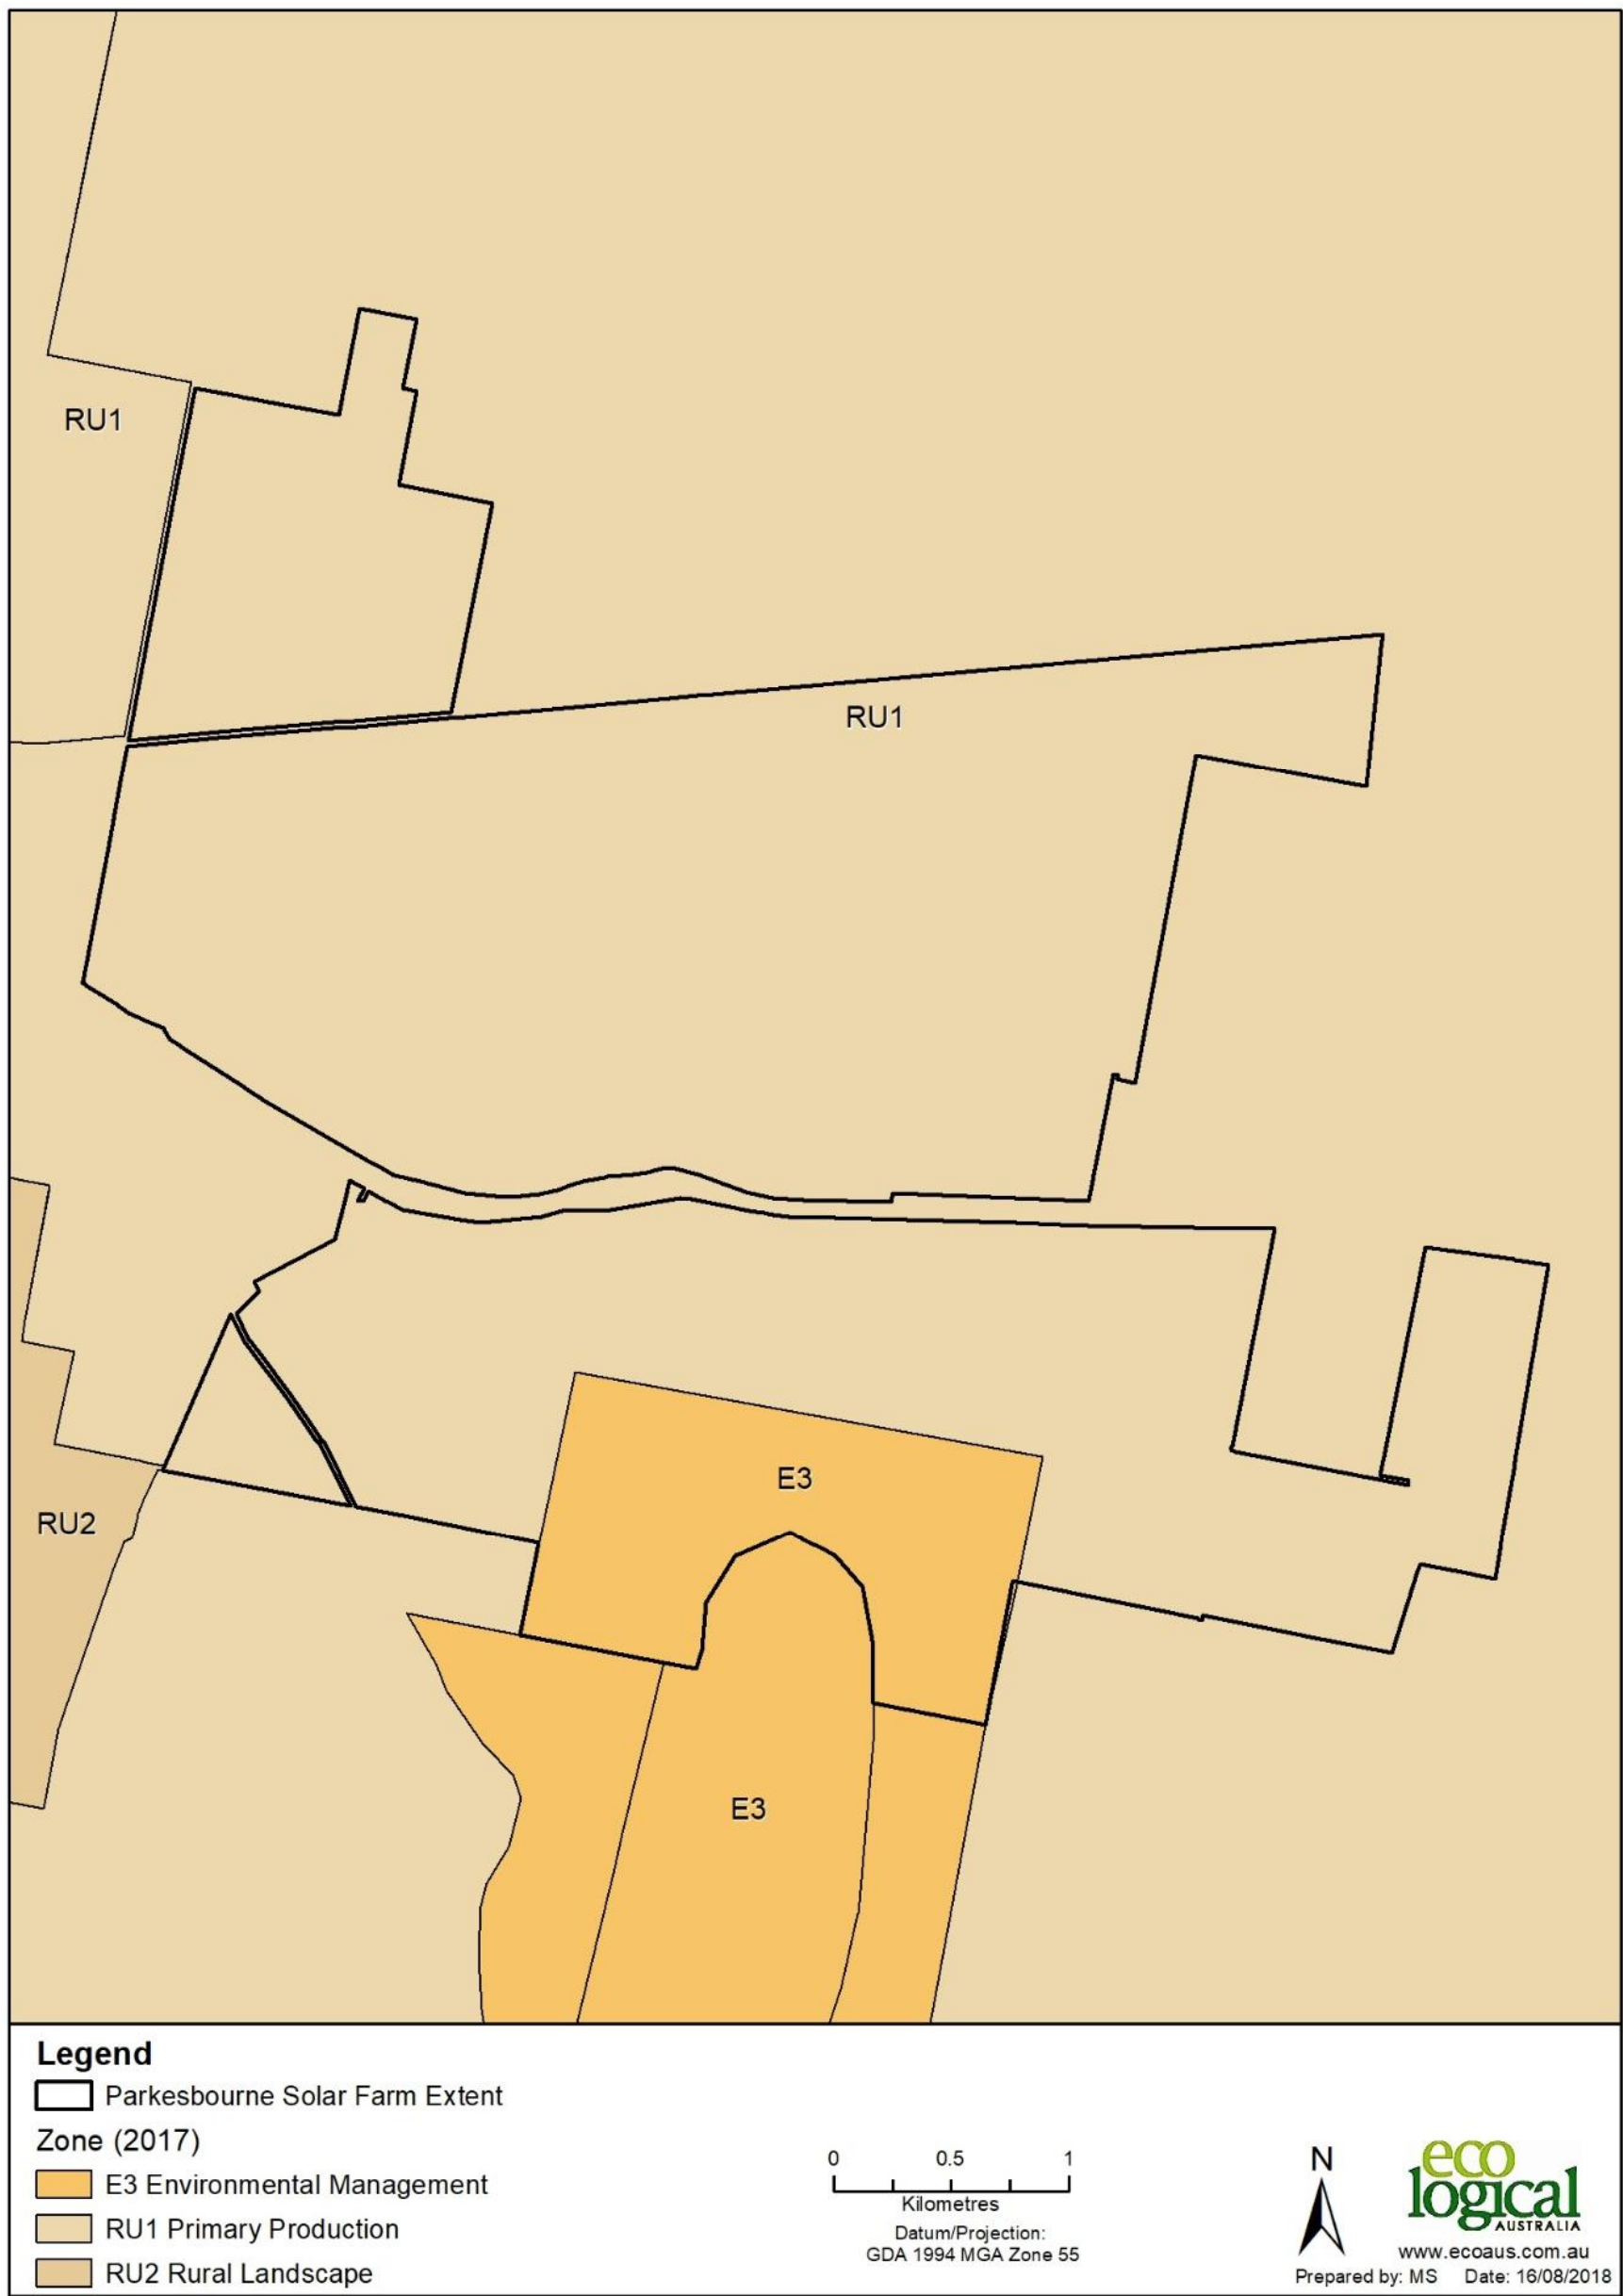 RU1
RU1
E3
RU2
E3
Legend
Parkesbourne Solar Farm Extent
Zone (2017)
E3 Environmental Management
RU1 Primary Production
RU2 Rural Landscape
0 0.5 1
Kilometres
Datum/Projection:
GDA 1994 MGA Zone 55
N
eco
logical
AUSTRALIA
www.ecoaus.com.au
Prepared by: MS Date: 16/08/2018